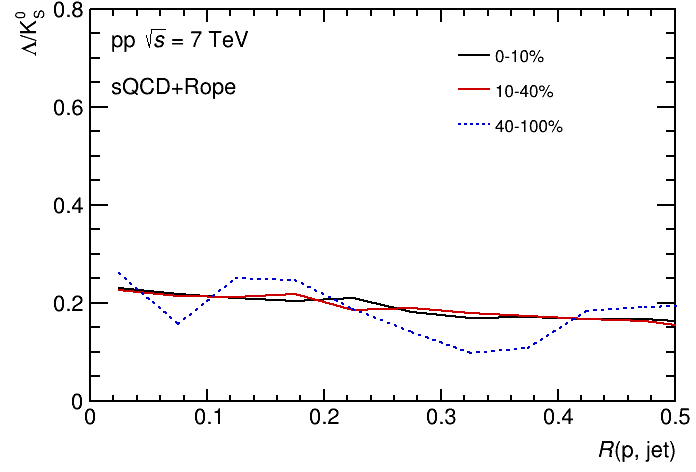 Λ/K⁰S
0.8
0.6
0.4
0.2
0
pp √s = 7 TeV
sQCD+Rope
0-10%
10-40%
40-100%
0 0.1 0.2 0.3 0.4 0.5
R(p, jet)